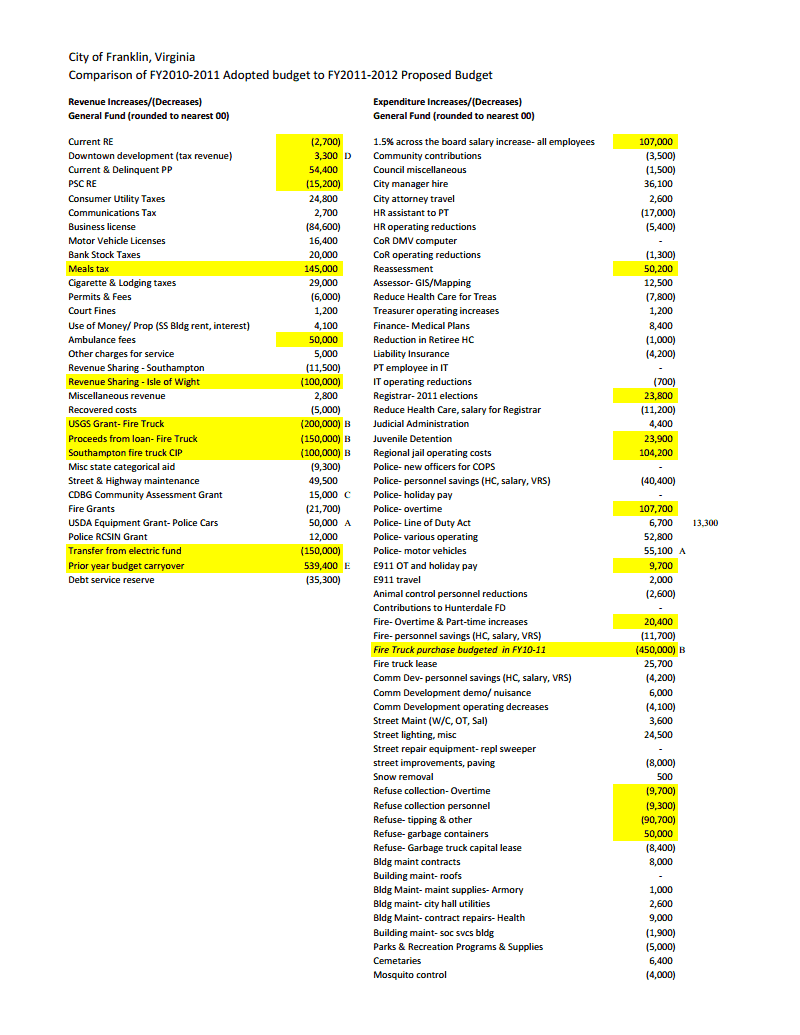 City of Franklin, Virginia
Comparison of FY2010-2011 Adopted budget to FY2011-2012 Proposed Budget
Revenue Increases/(Decreases)
General Fund (rounded to nearest 00)
Current RE (2,700)
Downtown development (tax revenue) 3,300 D
Current & Delinquent PP 54,400
PSC RE (15,200)
Consumer Utility Taxes 24,800
Communications Tax 2,700
Business license (84,600)
Motor Vehicle Licenses 16,400
Bank Stock Taxes 20,000
Meals tax 145,000
Cigarette & Lodging taxes 29,000
Permits & Fees (6,000)
Court Fines 1,200
Use of Money/ Prop (SS Bldg rent, interest) 4,100
Ambulance fees 50,000
Other charges for service 5,000
Revenue Sharing - Southampton (11,500)
Revenue Sharing - Isle of Wight (100,000)
Miscellaneous revenue 2,800
Recovered costs (5,000)
USGS Grant- Fire Truck (200,000) B
Proceeds from loan- Fire Truck (150,000) B
Southampton fire truck CIP (100,000) B
Misc state categorical aid (9,300)
Street & Highway maintenance 49,500
CDBG Community Assessment Grant 15,000 C
Fire Grants (21,700)
USDA Equipment Grant- Police Cars 50,000 A
Police RCSIN Grant 12,000
Transfer from electric fund (150,000)
Prior year budget carryover 539,400 E
Debt service reserve (35,300)
Expenditure Increases/(Decreases)
General Fund (rounded to nearest 00)
1.5% across the board salary increase- all employees 107,000
Community contributions (3,500)
Council miscellaneous (1,500)
City manager hire 36,100
City attorney travel 2,600
HR assistant to PT (17,000)
HR operating reductions (5,400)
CoR DMV computer -
CoR operating reductions (1,300)
Reassessment 50,200
Assessor- GIS/Mapping 12,500
Reduce Health Care for Treas (7,800)
Treasurer operating increases 1,200
Finance- Medical Plans 8,400
Reduction in Retiree HC (1,000)
Liability Insurance (4,200)
PT employee in IT -
IT operating reductions (700)
Registrar- 2011 elections 23,800
Reduce Health Care, salary for Registrar (11,200)
Judicial Administration 4,400
Juvenile Detention 23,900
Regional jail operating costs 104,200
Police- new officers for COPS -
Police- personnel savings (HC, salary, VRS) (40,400)
Police- holiday pay -
Police- overtime 107,700
Police- Line of Duty Act 6,700 13,300
Police- various operating 52,800
Police- motor vehicles 55,100 A
E911 OT and holiday pay 9,700
E911 travel 2,000
Animal control personnel reductions (2,600)
Contributions to Hunterdale FD -
Fire- Overtime & Part-time increases 20,400
Fire- personnel savings (HC, salary, VRS) (11,700)
Fire Truck purchase budgeted in FY10-11 (450,000) B
Fire truck lease 25,700
Comm Dev- personnel savings (HC, salary, VRS) (4,200)
Comm Development demo/ nuisance 6,000
Comm Development operating decreases (4,100)
Street Maint (W/C, OT, Sal) 3,600
Street lighting, misc 24,500
Street repair equipment- repl sweeper -
street improvements, paving (8,000)
Snow removal 500
Refuse collection- Overtime (9,700)
Refuse collection personnel (9,300)
Refuse- tipping & other (90,700)
Refuse- garbage containers 50,000
Refuse- Garbage truck capital lease (8,400)
Bldg maint contracts 8,000
Building maint- roofs -
Bldg Maint- maint supplies- Armory 1,000
Bldg maint- city hall utilities 2,600
Bldg Maint- contract repairs- Health 9,000
Building maint- soc svcs bldg (1,900)
Parks & Recreation Programs & Supplies (5,000)
Cemetaries 6,400
Mosquito control (4,000)